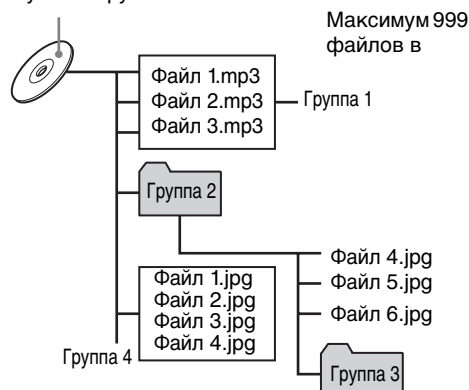 Максимум 999
файлов в
Файл 1.mp3
Файл 2.mp3
Файл 3.mp3
Группа 1
Группа 2
Файл 4.jpg
Файл 5.jpg
Файл 6.jpg
Файл 1.jpg
Файл 2.jpg
Файл 3.jpg
Файл 4.jpg
Группа 4
Группа 3